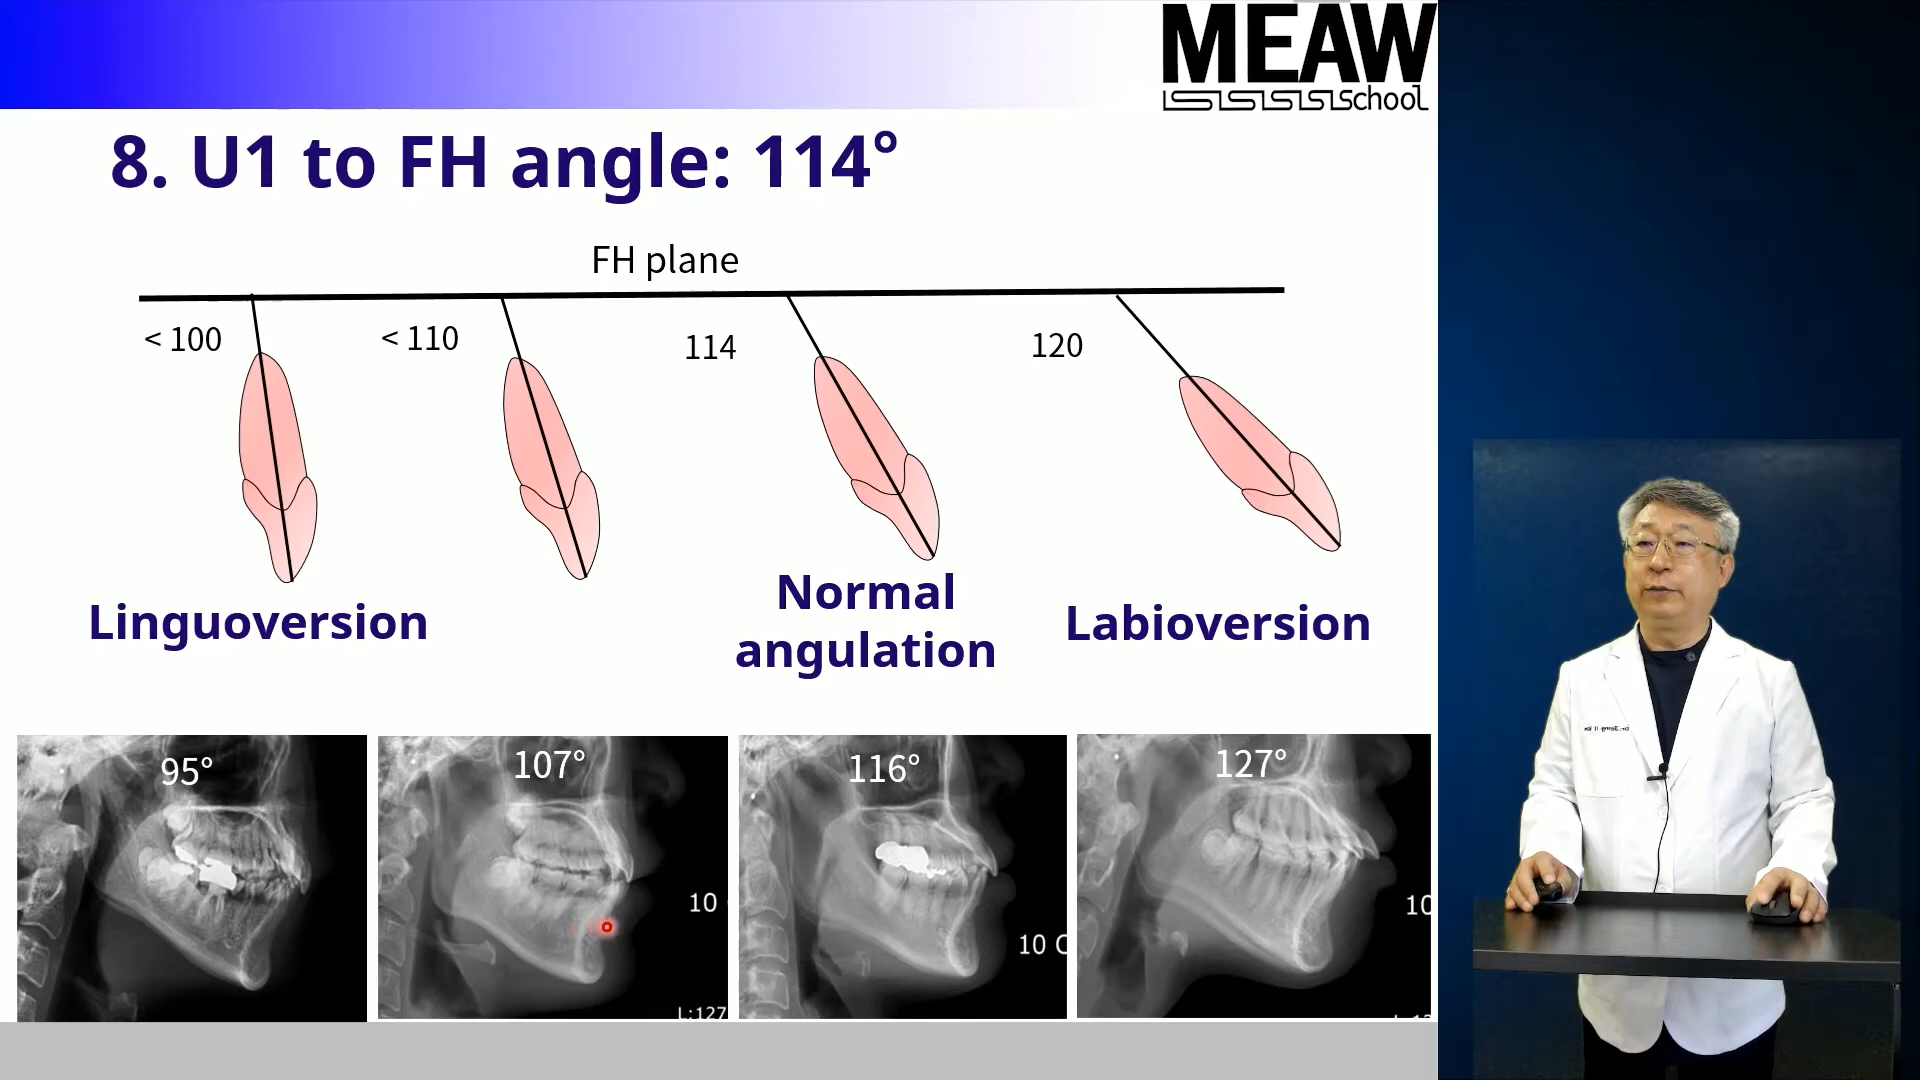 MEAW
School
8. U1 to FH angle: 114°
FH plane
< 100
< 110
114
120
Linguoversion
Normal
angulation
Labioversion
95°
107°
116°
127°
10
10 C
10
L:127